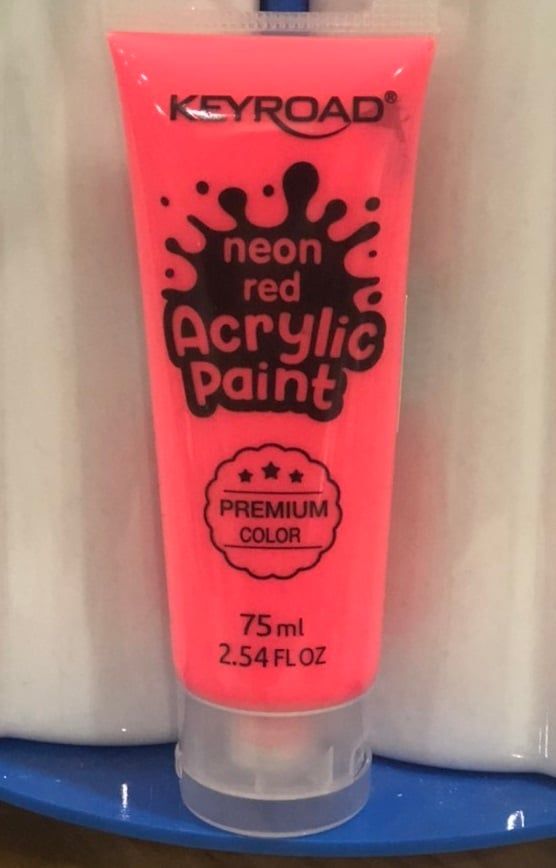 KEYROAD®
neon
red
Acrylic
Paint
PREMIUM
COLOR
75 ml
2.54 FL OZ